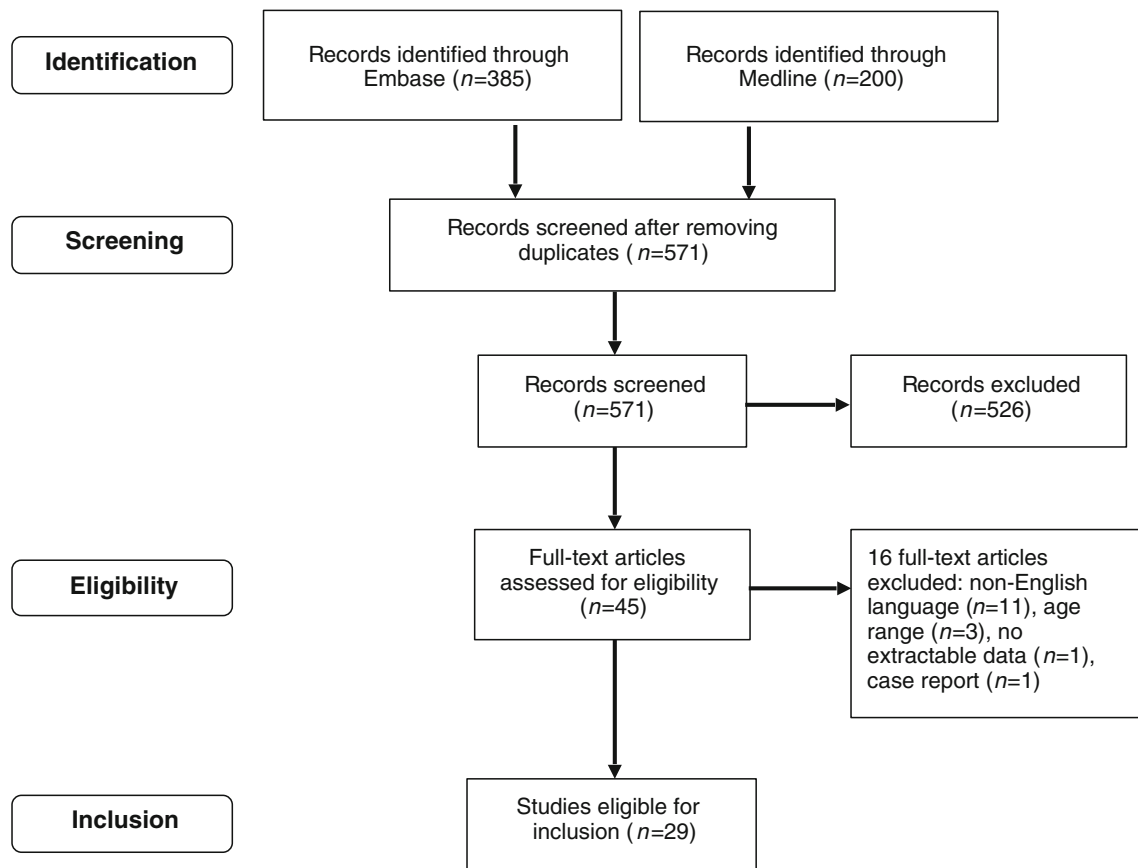 Identification
Records identified through
Embase (n=385)
Records identified through
Medline (n=200)
Screening
Records screened after removing
duplicates (n=571)
Records screened
(n=571)
Records excluded
(n=526)
Eligibility
Full-text articles
assessed for eligibility
(n=45)
16 full-text articles
excluded: non-English
language (n=11), age
range (n=3), no
extractable data (n=1),
case report (n=1)
Inclusion
Studies eligible for
inclusion (n=29)